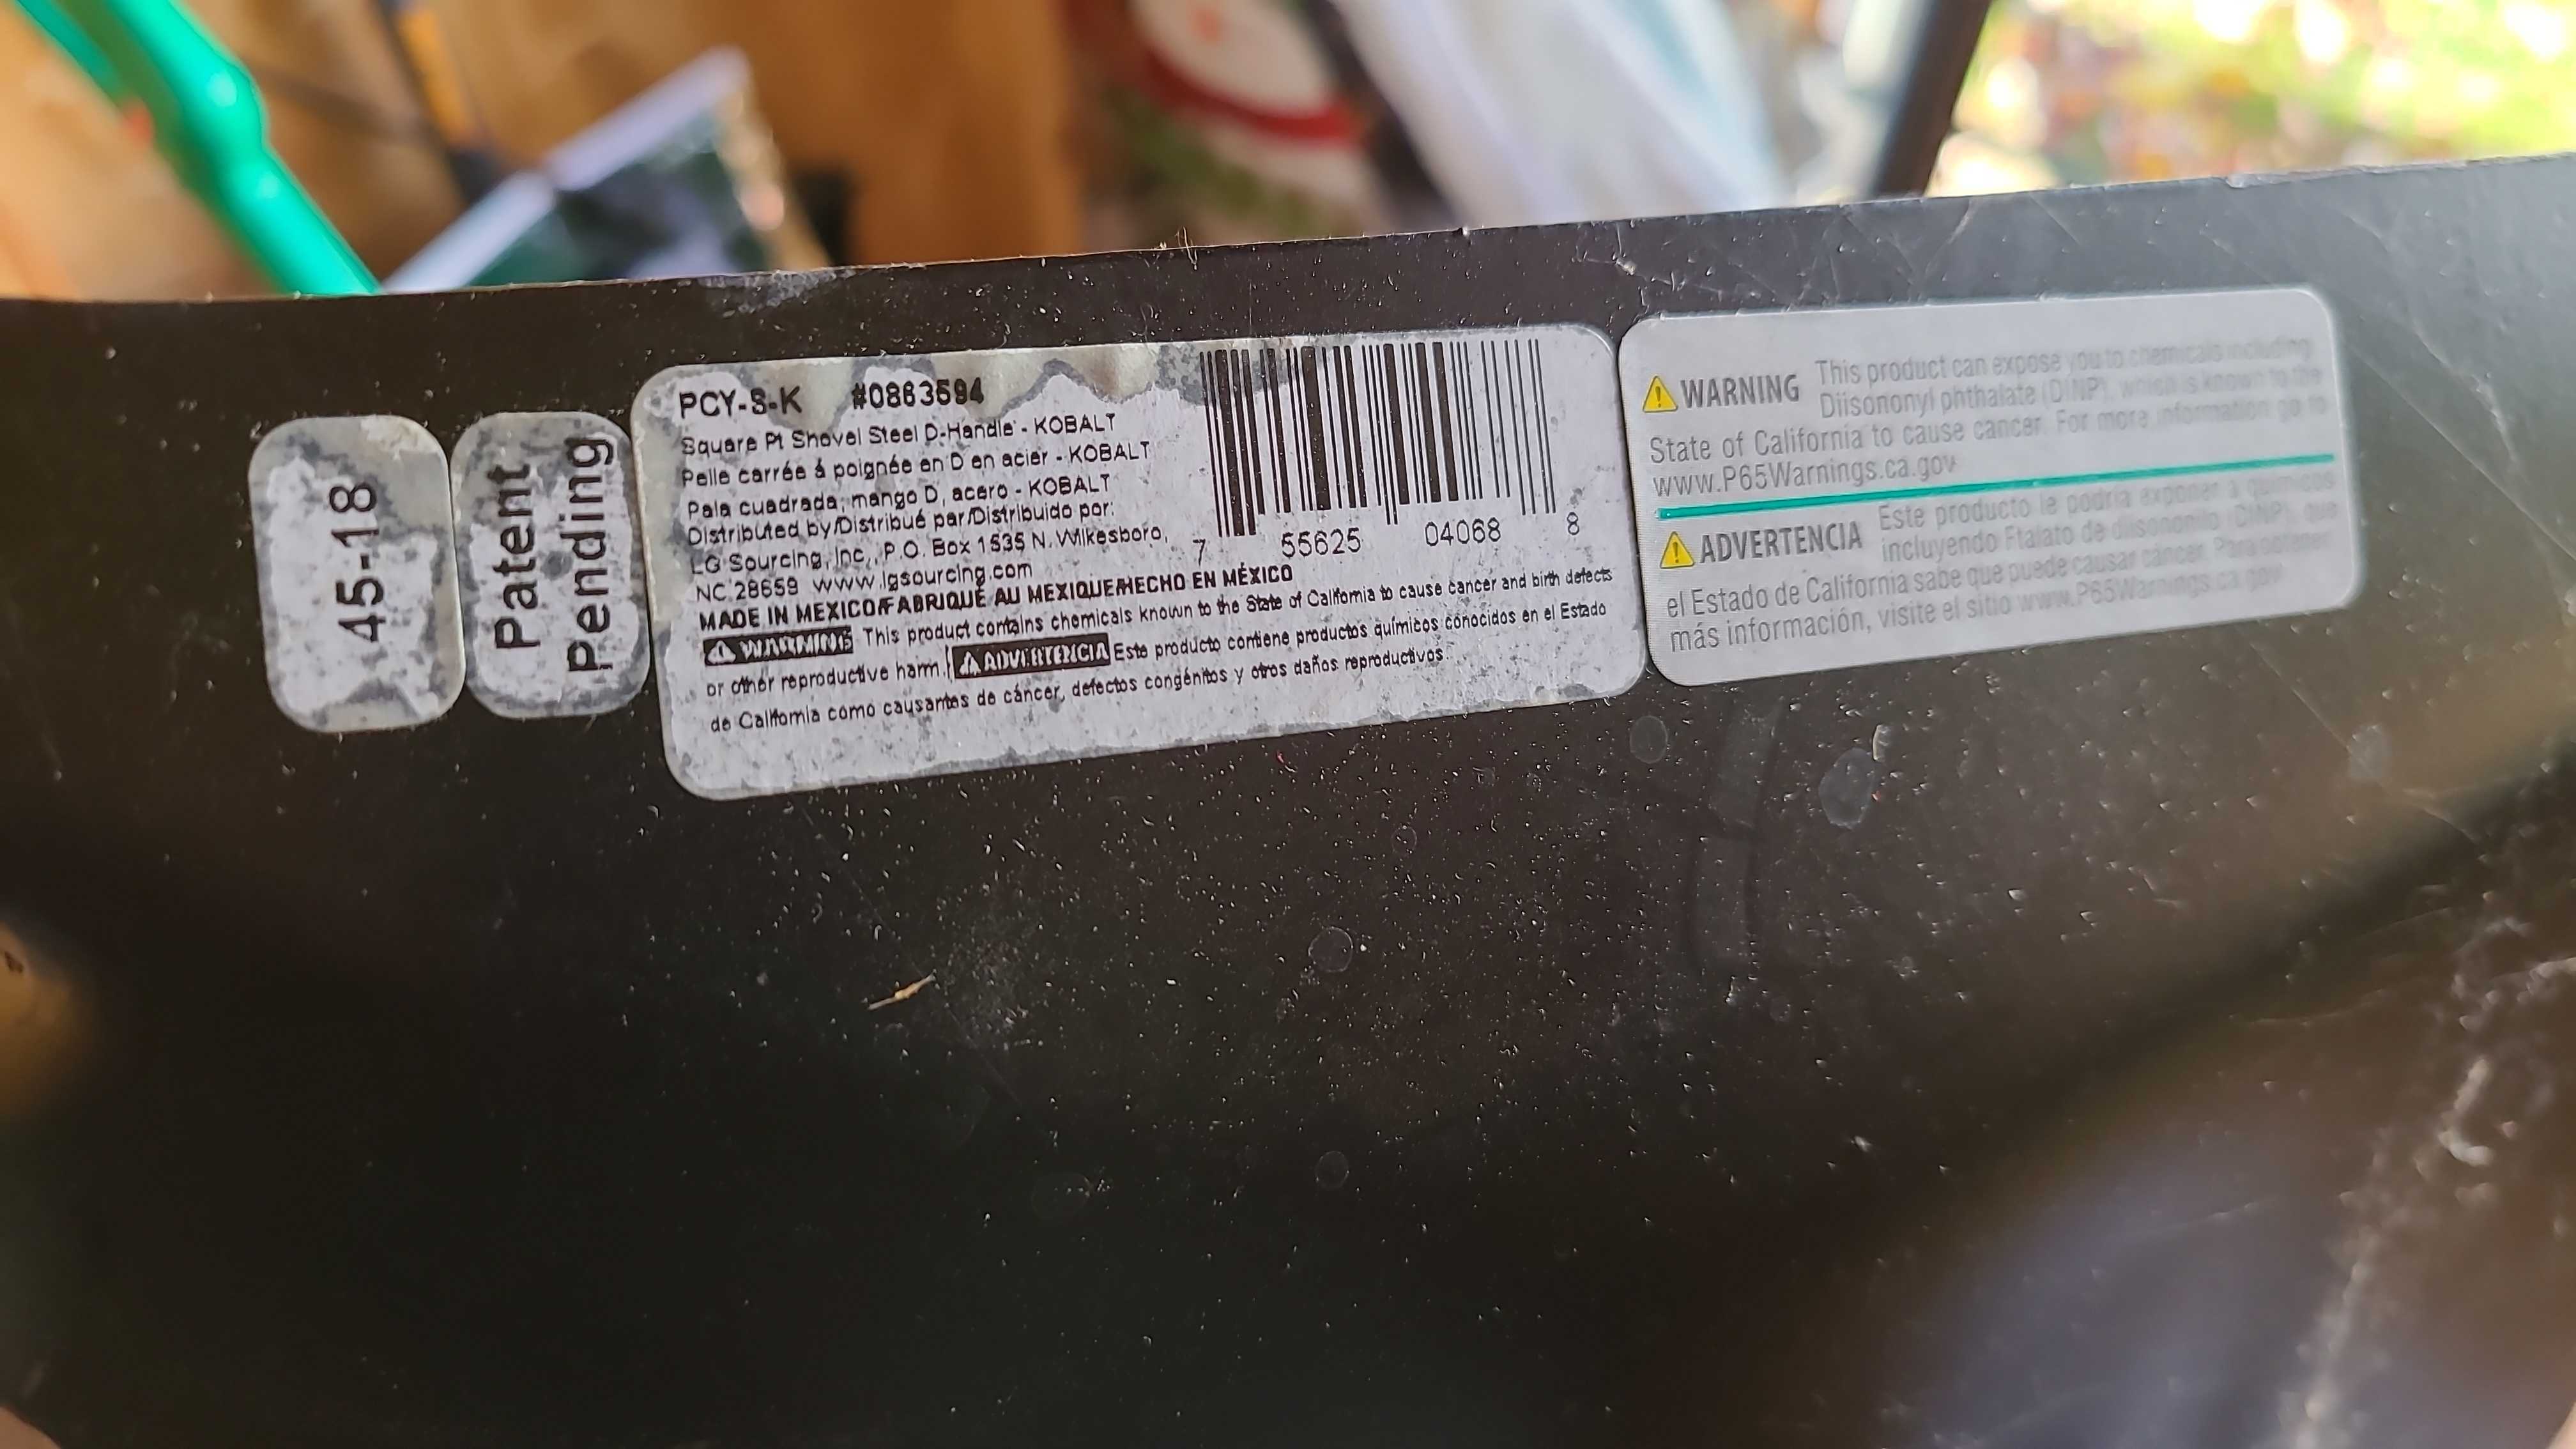 45-18
Patent
Pending
PCY-S-K #0863594
Square Pt Shovel Steel D-Handle - KOBALT
Pelle carrée á poignée en D en acier - KOBALT
Pala cuadrada, mango D, acero - KOBALT
Distributed by/Distribué par/Distribuido por:
LG Sourcing, Inc., P.O. Box 1535 N. Wilkesboro,
NC 28659 www.lgsourcing.com
MADE IN MEXICO/FABRIQUÉ AU MEXIQUE/HECHO EN MÉXICO
WARNING This product contains chemicals known to the State of California to cause cancer and birth defects
or other reproductive harm. ADVERTENCIA Este producto contiene productos químicos conocidos en el Estado
de California como causantes de cáncer, defectos congénitos y otros daños reproductivos.
7 55625 04068 8
WARNING This product can expose you to chemicals including
Diisononyl phthalate (DINP), which is known to the
State of California to cause cancer. For more information go to
www.P65Warnings.ca.gov
ADVERTENCIA Este producto le podría exponer a químicos
incluyendo Ftalato de diisononilo (DINP), que
el Estado de California sabe que puede causar cáncer. Para obtener
más información, visite el sitio www.P65Warnings.ca.gov